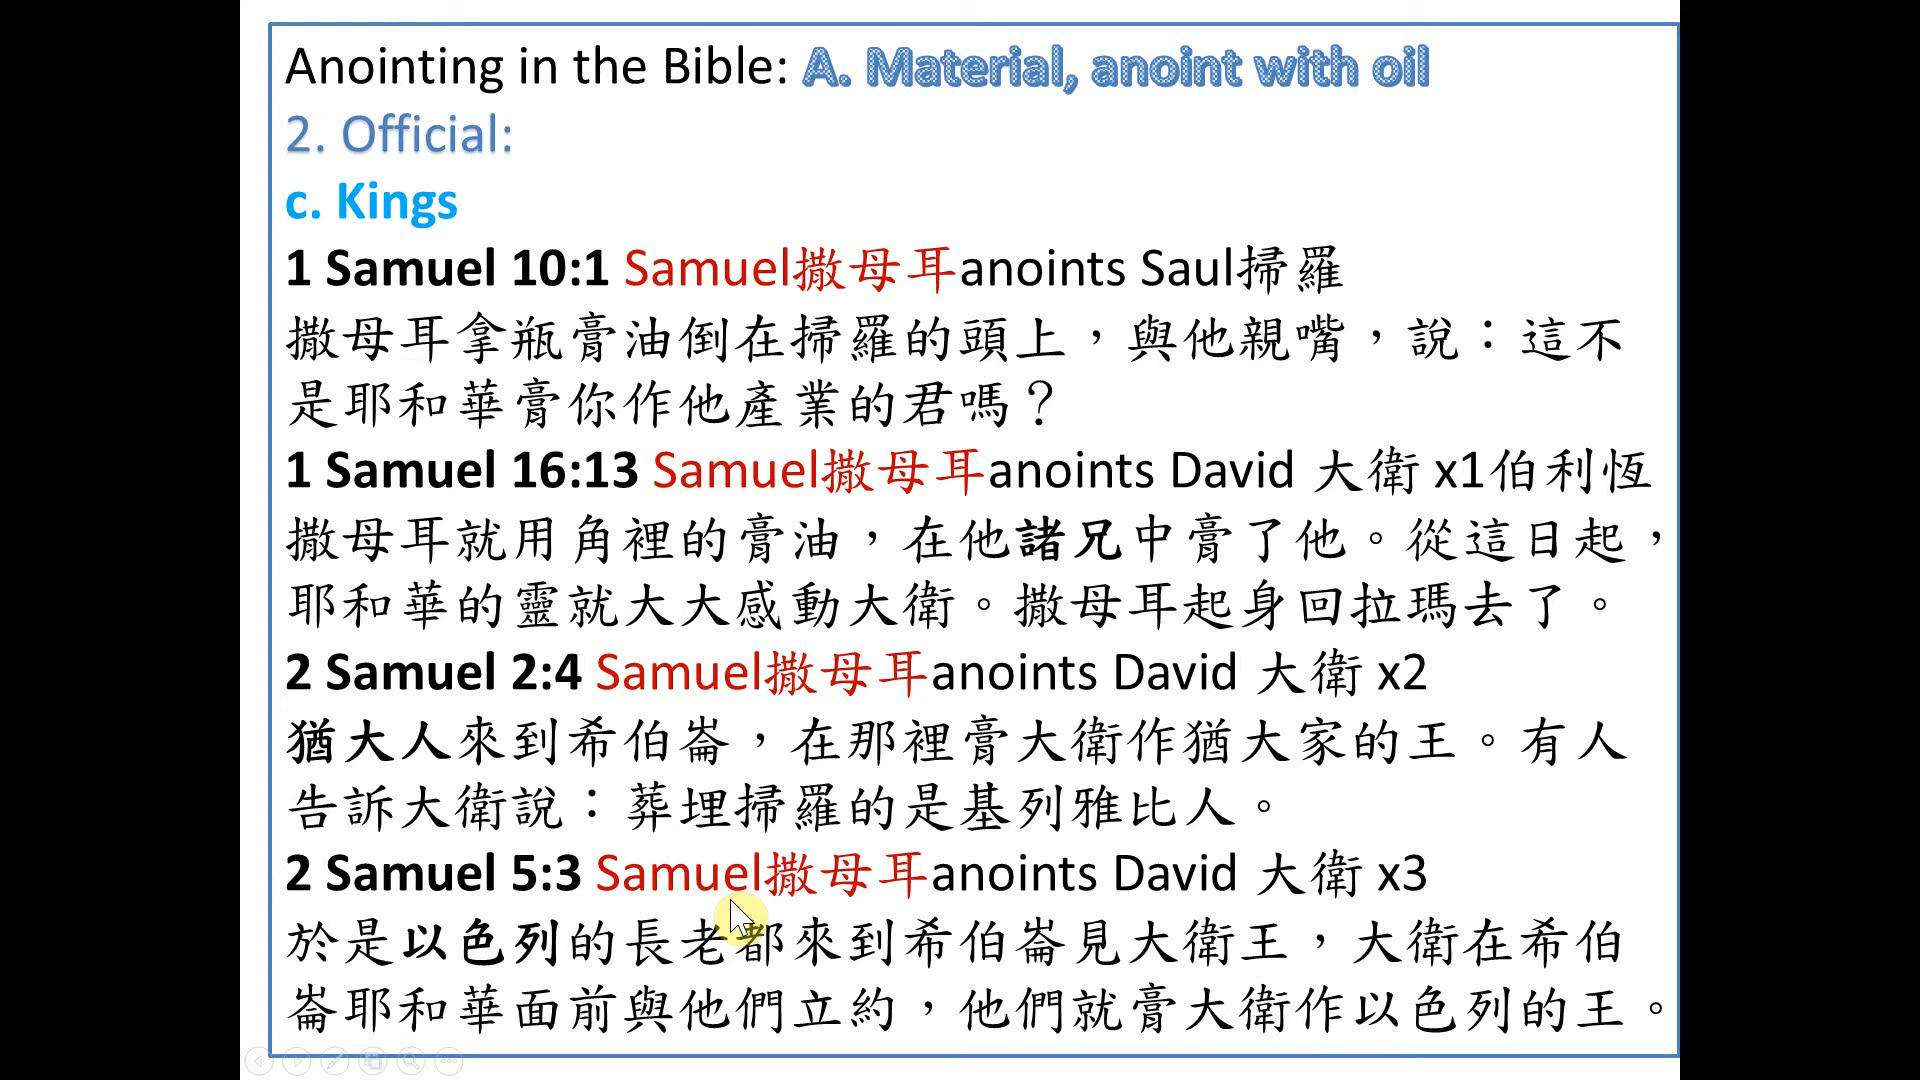 Anointing in the Bible: A. Material, anoint with oil
2. Official:
c. Kings
1 Samuel 10:1 Samuel撒母耳anoints Saul掃羅
撒母耳拿瓶膏油倒在掃羅的頭上，與他親嘴，說：這不
是耶和華膏你作他產業的君嗎？
1 Samuel 16:13 Samuel撒母耳anoints David 大衛 x1伯利恆
撒母耳就用角裡的膏油，在他諸兄中膏了他。從這日起，
耶和華的靈就大大感動大衛。撒母耳起身回拉瑪去了。
2 Samuel 2:4 Samuel撒母耳anoints David 大衛 x2
猶大人來到希伯崙，在那裡膏大衛作猶大家的王。有人
告訴大衛說：葬埋掃羅的是基列雅比人。
2 Samuel 5:3 Samuel撒母耳anoints David 大衛 x3
於是以色列的長老都來到希伯崙見大衛王，大衛在希伯
崙耶和華面前與他們立約，他們就膏大衛作以色列的王。